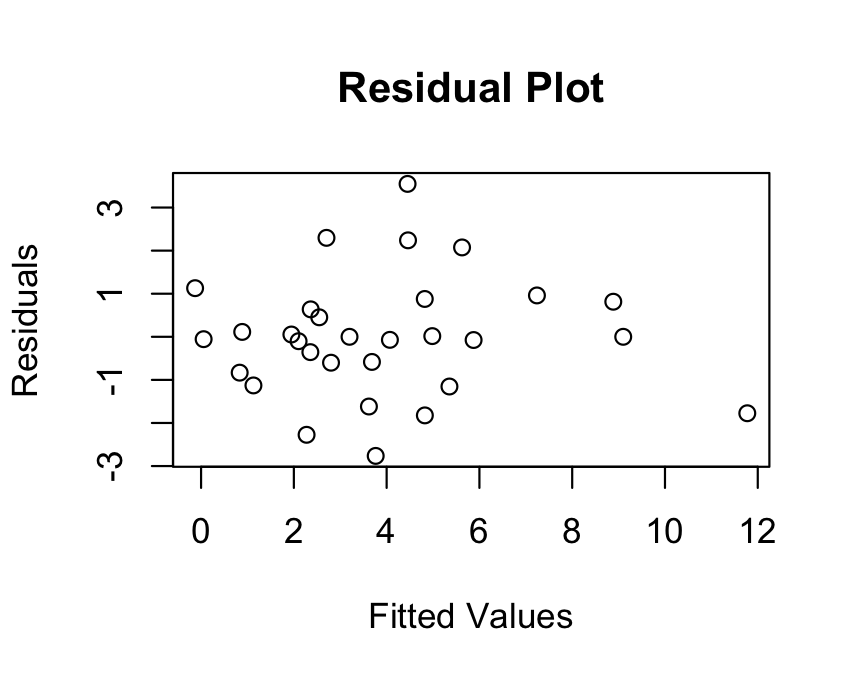 Residual Plot
Residuals
3
1
-1
-3
0 2 4 6 8 10 12
Fitted Values